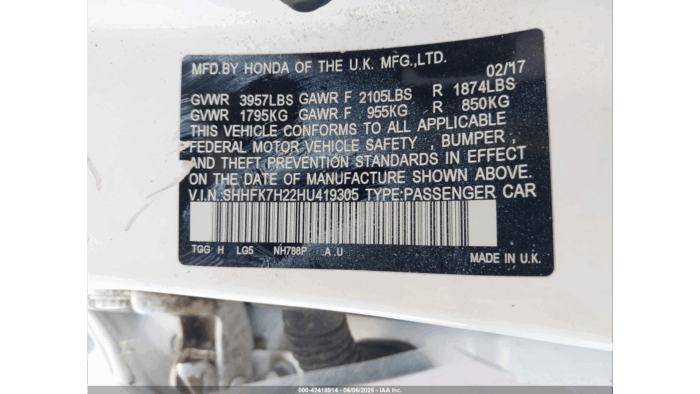 MFD.BY HONDA OF THE U.K. MFG.,LTD.
02/'17
GVWR 3957LBS GAWR F 2105LBS R 1874LBS
GVWR 1795KG GAWR F 955KG R 850KG
THIS VEHICLE CONFORMS TO ALL APPLICABLE
FEDERAL MOTOR VEHICLE SAFETY , BUMPER ,
AND THEFT PREVENTION STANDARDS IN EFFECT
ON THE DATE OF MANUFACTURE SHOWN ABOVE.
V.I.N.:SHHFK7H22HU419305 TYPE:PASSENGER CAR
TGG H LG5 NH788P .A .U
MADE IN U.K.
000-42418914 - 06/06/2025 - IAA Inc.